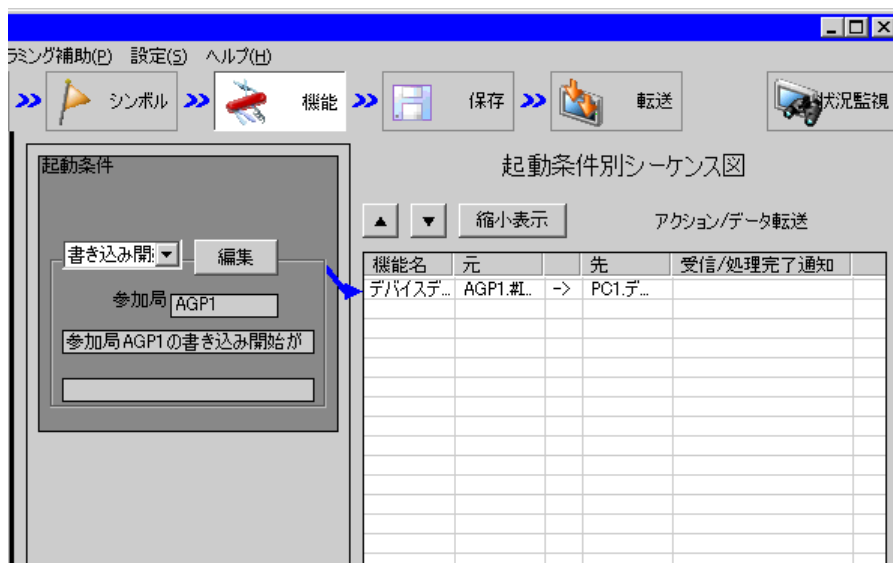 ラミング補助(P) 設定(S) ヘルプ(H)
シンボル 機能 保存 転送 状況監視
起動条件
起動条件別シーケンス図
▲ ▼ 縮小表示 アクション/データ転送
書き込み開 編集
参加局 AGP1
参加局AGP1の書き込み開始が
機能名 元 先 受信/処理完了通知
デバイスデ... AGP1.#I.. -> PC1.デ...